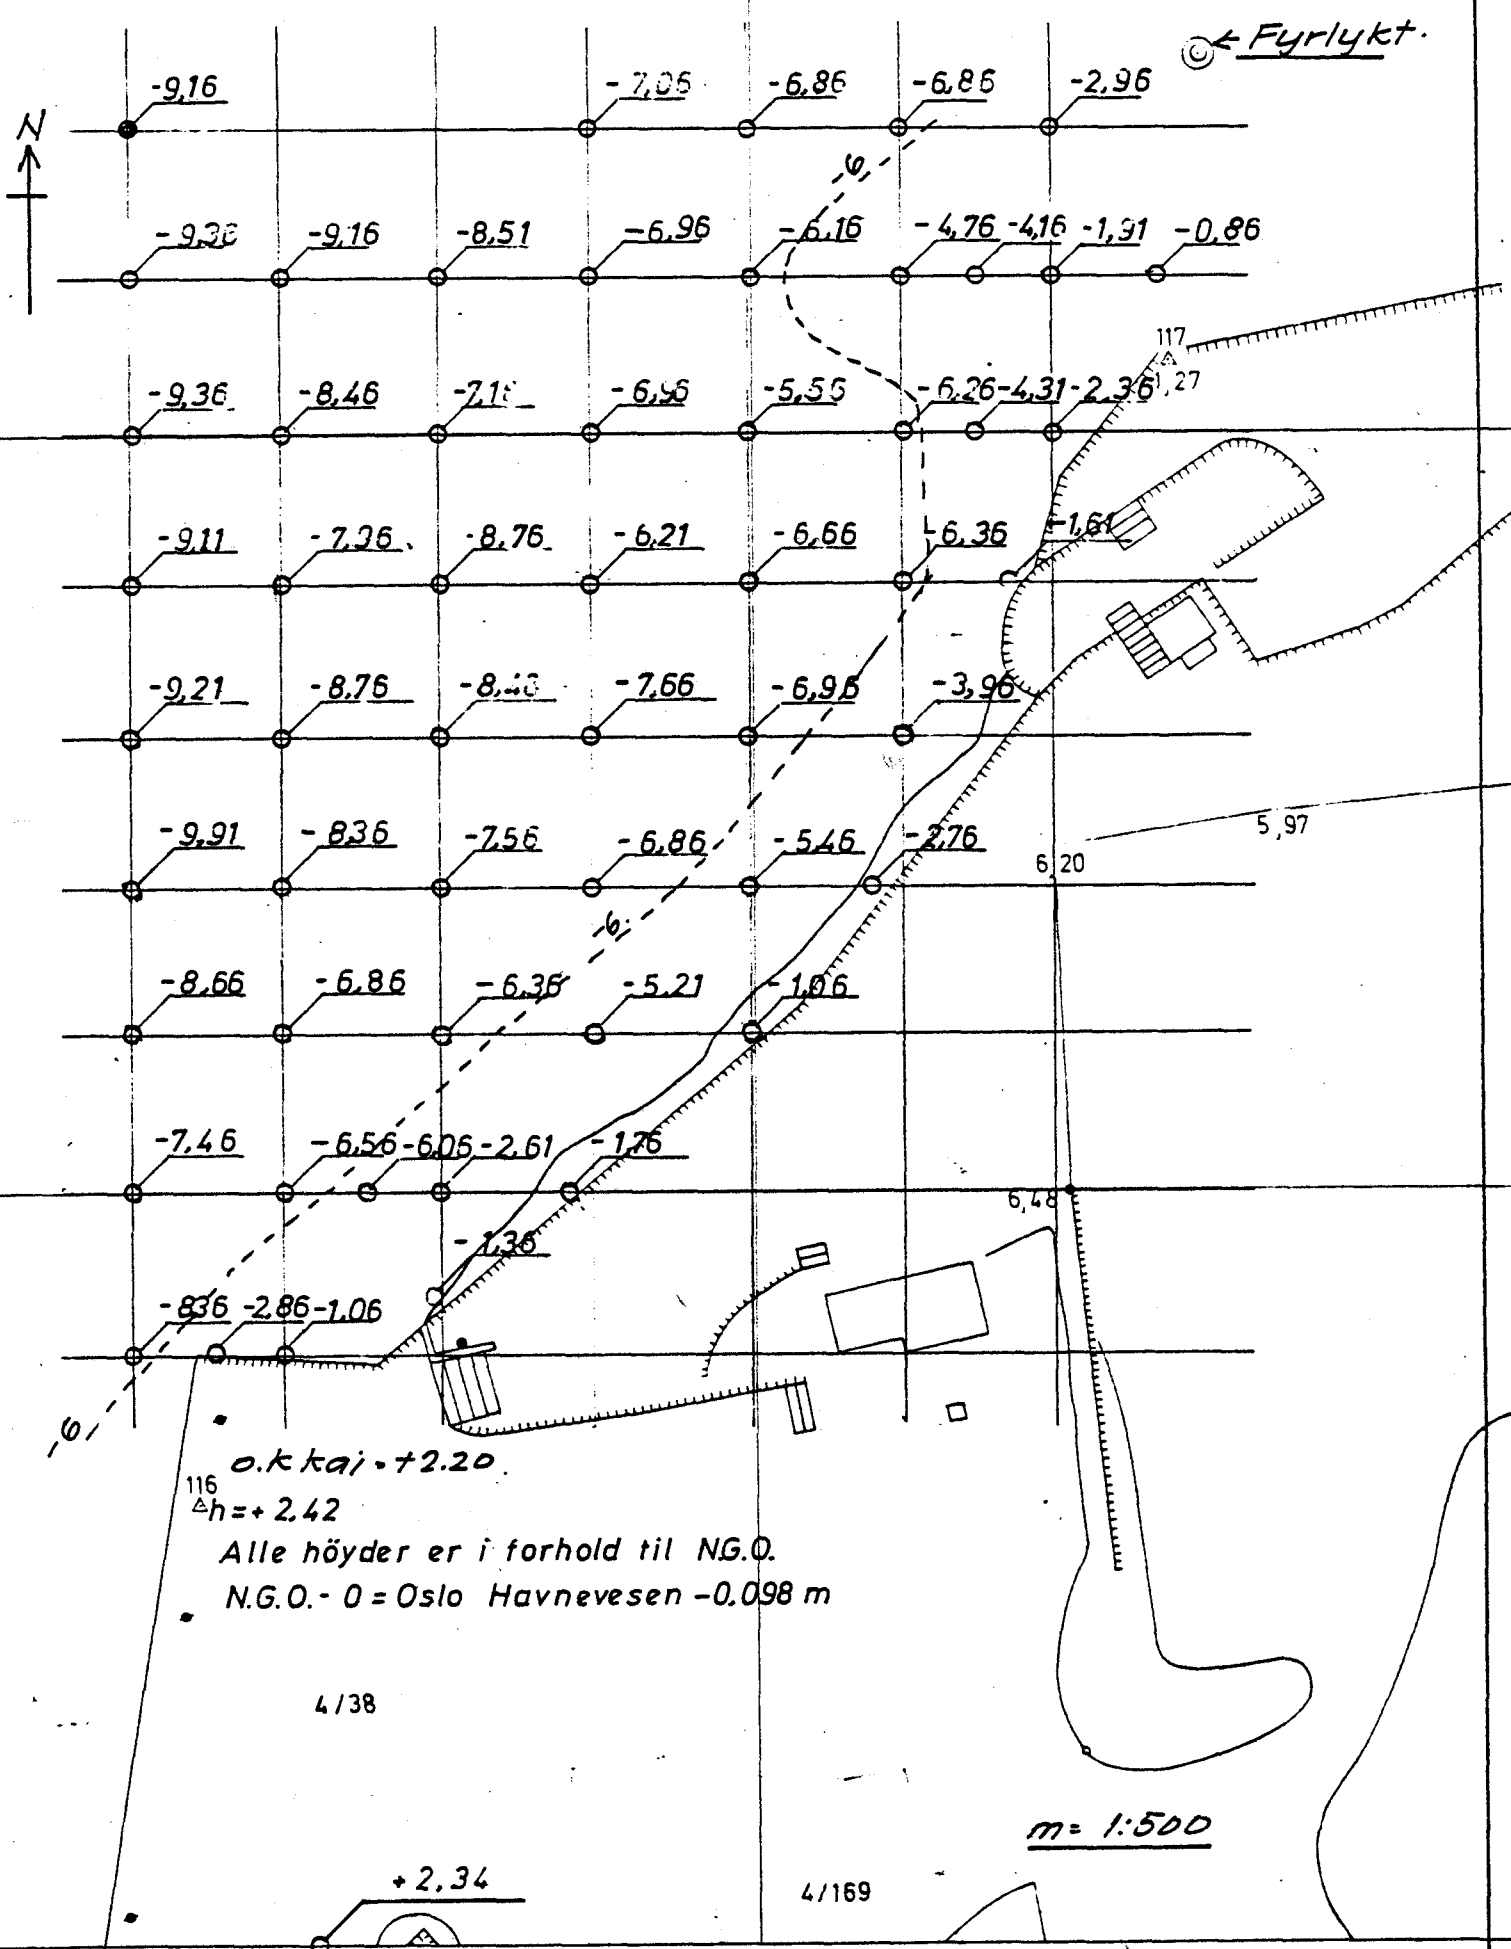 ← Fyrlykt.
-9,16 -7,06 -6,86 -6,86 -2,96
N
-6
-9,36 -9,16 -8,51 -6,96 -6,16 -4,76 -4,16 -1,91 -0,86
117
1,27
-9,36 -8,46 -6,96 -5,56 -6,26 -4,31 -2,36
-9,11 -7,36 -8,76 -6,21 -6,66 -6,36 -1,61
-9,21 -8,76 -7,66 -6,96 -3,96
5,97
-9,91 -8,36 -7,56 -6,86 -5,46 -2,76
6,20
-6
-8,66 -6,86 -6,36 -5,21 -1,06
-7,46 -6,56 -6,06 -2,61 -1,76
6,48
-1,36
-8,36 -2,86 -1,06
-6
o.k kaj. +2.20.
116
h=+ 2,42
Alle höyder er i forhold til N.G.O.
N.G.O.- 0 = Oslo Havnevesen -0,098 m
4/38
m= 1:500
+2,34
4/169